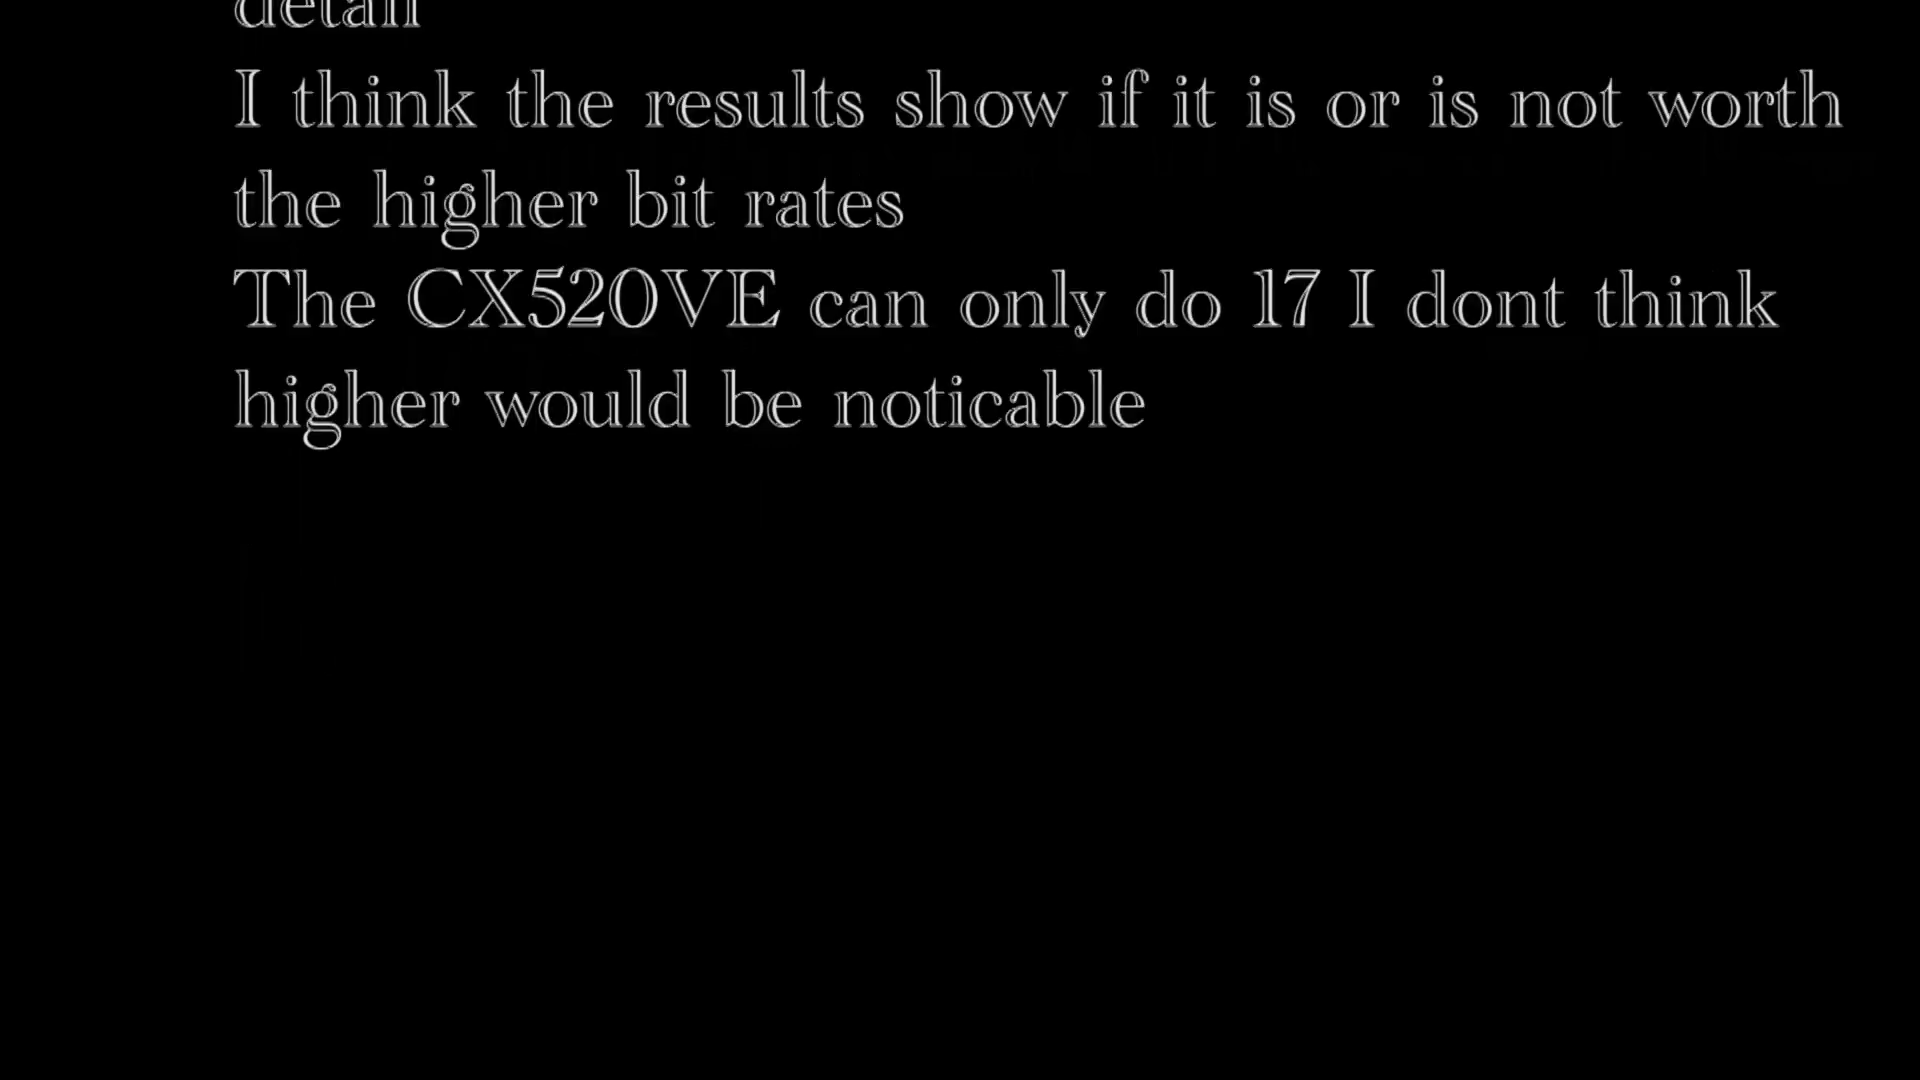 detail
I think the results show if it is or is not worth
the higher bit rates
The CX520VE can only do 17 I dont think
higher would be noticable